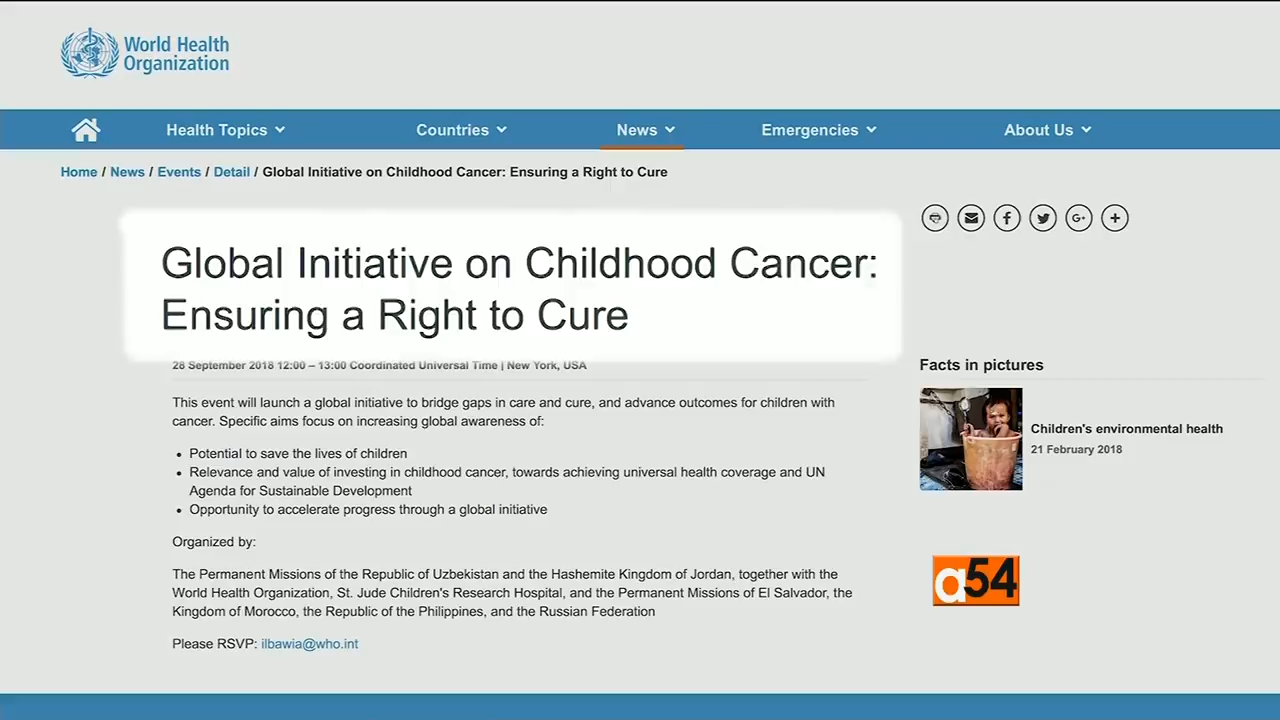 World Health
Organization
Health Topics
Countries
News
Emergencies
About Us
Home / News / Events / Detail / Global Initiative on Childhood Cancer: Ensuring a Right to Cure
Global Initiative on Childhood Cancer:
Ensuring a Right to Cure
28 September 2018 12:00 – 13:00 Coordinated Universal Time | New York, USA
This event will launch a global initiative to bridge gaps in care and cure, and advance outcomes for children with
cancer. Specific aims focus on increasing global awareness of:
• Potential to save the lives of children
• Relevance and value of investing in childhood cancer, towards achieving universal health coverage and UN
Agenda for Sustainable Development
• Opportunity to accelerate progress through a global initiative
Organized by:
The Permanent Missions of the Republic of Uzbekistan and the Hashemite Kingdom of Jordan, together with the
World Health Organization, St. Jude Children's Research Hospital, and the Permanent Missions of El Salvador, the
Kingdom of Morocco, the Republic of the Philippines, and the Russian Federation
Please RSVP: ilbawia@who.int
f
G+
+
Facts in pictures
Children's environmental health
21 February 2018
a54